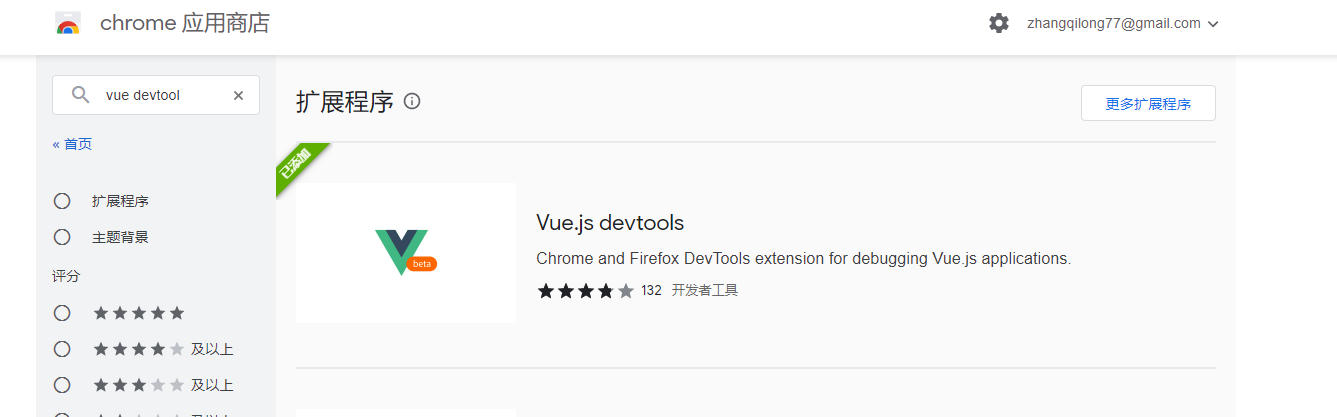 chrome 应用商店
zhangqilong77@gmail.com
vue devtool
« 首页
扩展程序
主题背景
评分
及以上
及以上
扩展程序
更多扩展程序
已添加
beta
Vue.js devtools
Chrome and Firefox DevTools extension for debugging Vue.js applications.
132 开发者工具